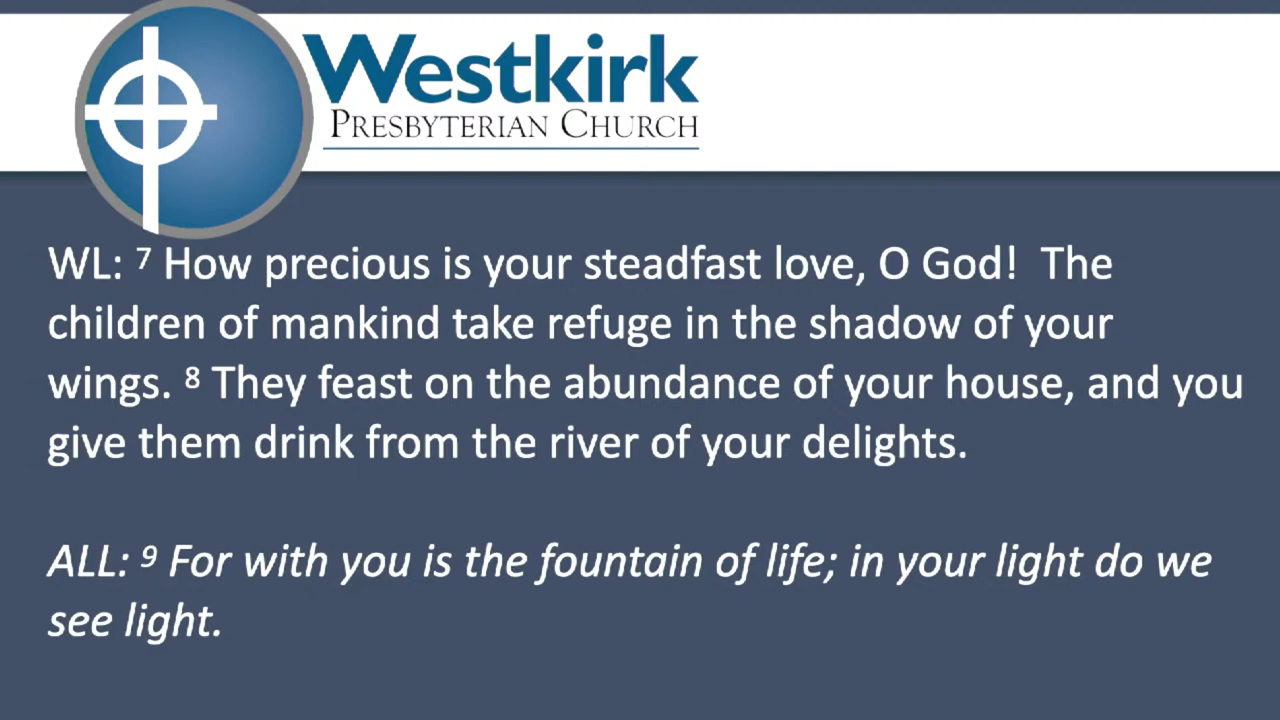 Westkirk
PRESBYTERIAN CHURCH
WL: ⁷ How precious is your steadfast love, O God!  The
children of mankind take refuge in the shadow of your
wings. ⁸ They feast on the abundance of your house, and you
give them drink from the river of your delights.
ALL: ⁹ For with you is the fountain of life; in your light do we
see light.